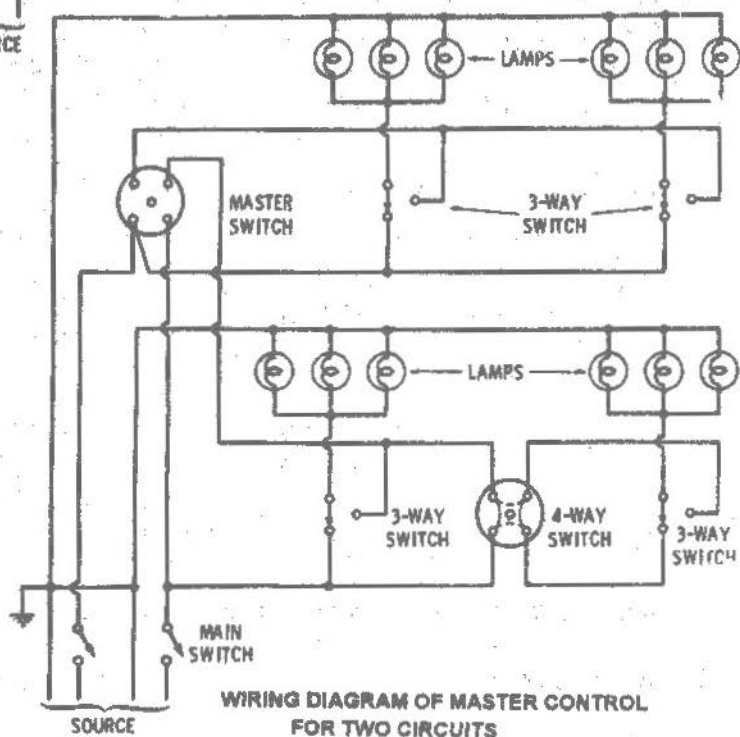 RCE
LAMPS
MASTER
SWITCH
3-WAY
SWITCH
LAMPS
3-WAY
SWITCH
4-WAY
SWITCH
3-WAY
SWITCH
MAIN
SWITCH
SOURCE
WIRING DIAGRAM OF MASTER CONTROL
FOR TWO CIRCUITS